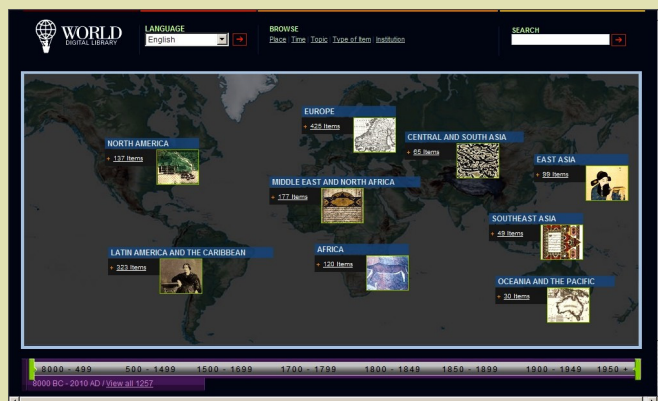 WORLD
DIGITAL LIBRARY
LANGUAGE
English
BROWSE
Place Time Topic Type of Item Institution
SEARCH
EUROPE
+ 425 Items
CENTRAL AND SOUTH ASIA
+ 65 Items
NORTH AMERICA
+ 137 Items
EAST ASIA
+ 99 Items
MIDDLE EAST AND NORTH AFRICA
+ 177 Items
SOUTHEAST ASIA
+ 49 Items
LATIN AMERICA AND THE CARIBBEAN
+ 323 Items
AFRICA
+ 120 Items
OCEANIA AND THE PACIFIC
+ 30 Items
8000 - 499 500 - 1499 1500 - 1699 1700 - 1799 1800 - 1849 1850 - 1899 1900 - 1949 1950 +
8000 BC - 2010 AD / View all 1257